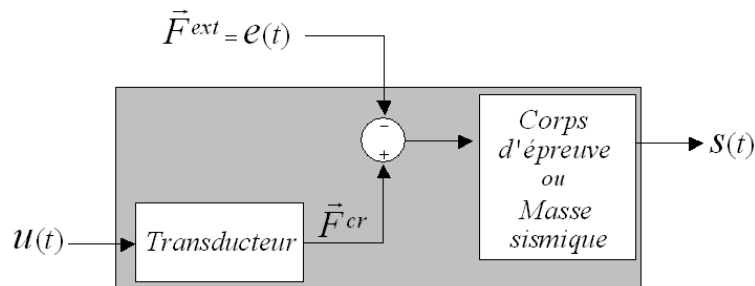 F⃗ᵉˣᵗ = e(t)
-
+
Corps
d'épreuve
ou
Masse
sismique
s(t)
F⃗ᶜʳ
u(t)
Transducteur